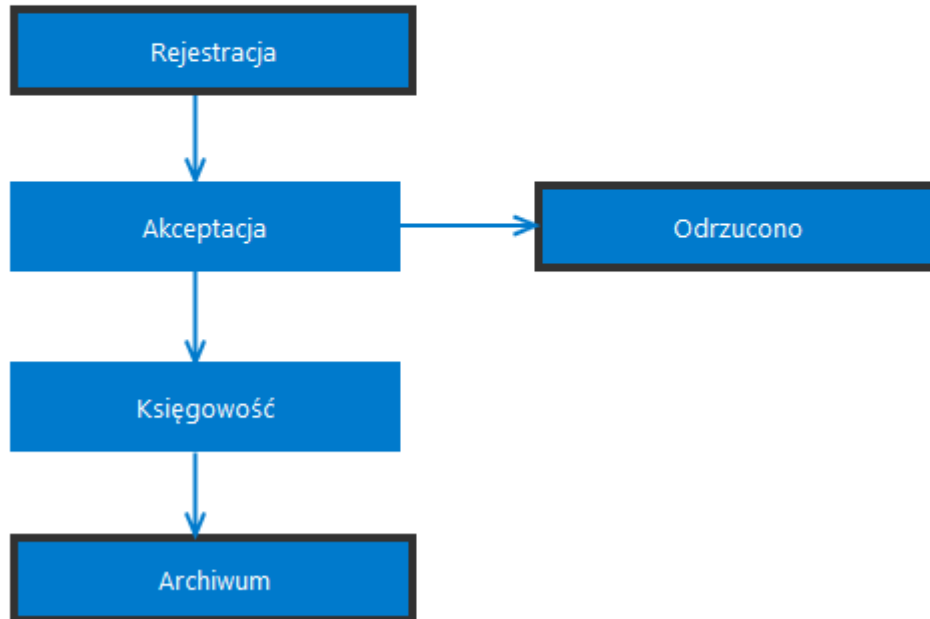 Rejestracja
Akceptacja
Odrzucono
Księgowość
Archiwum